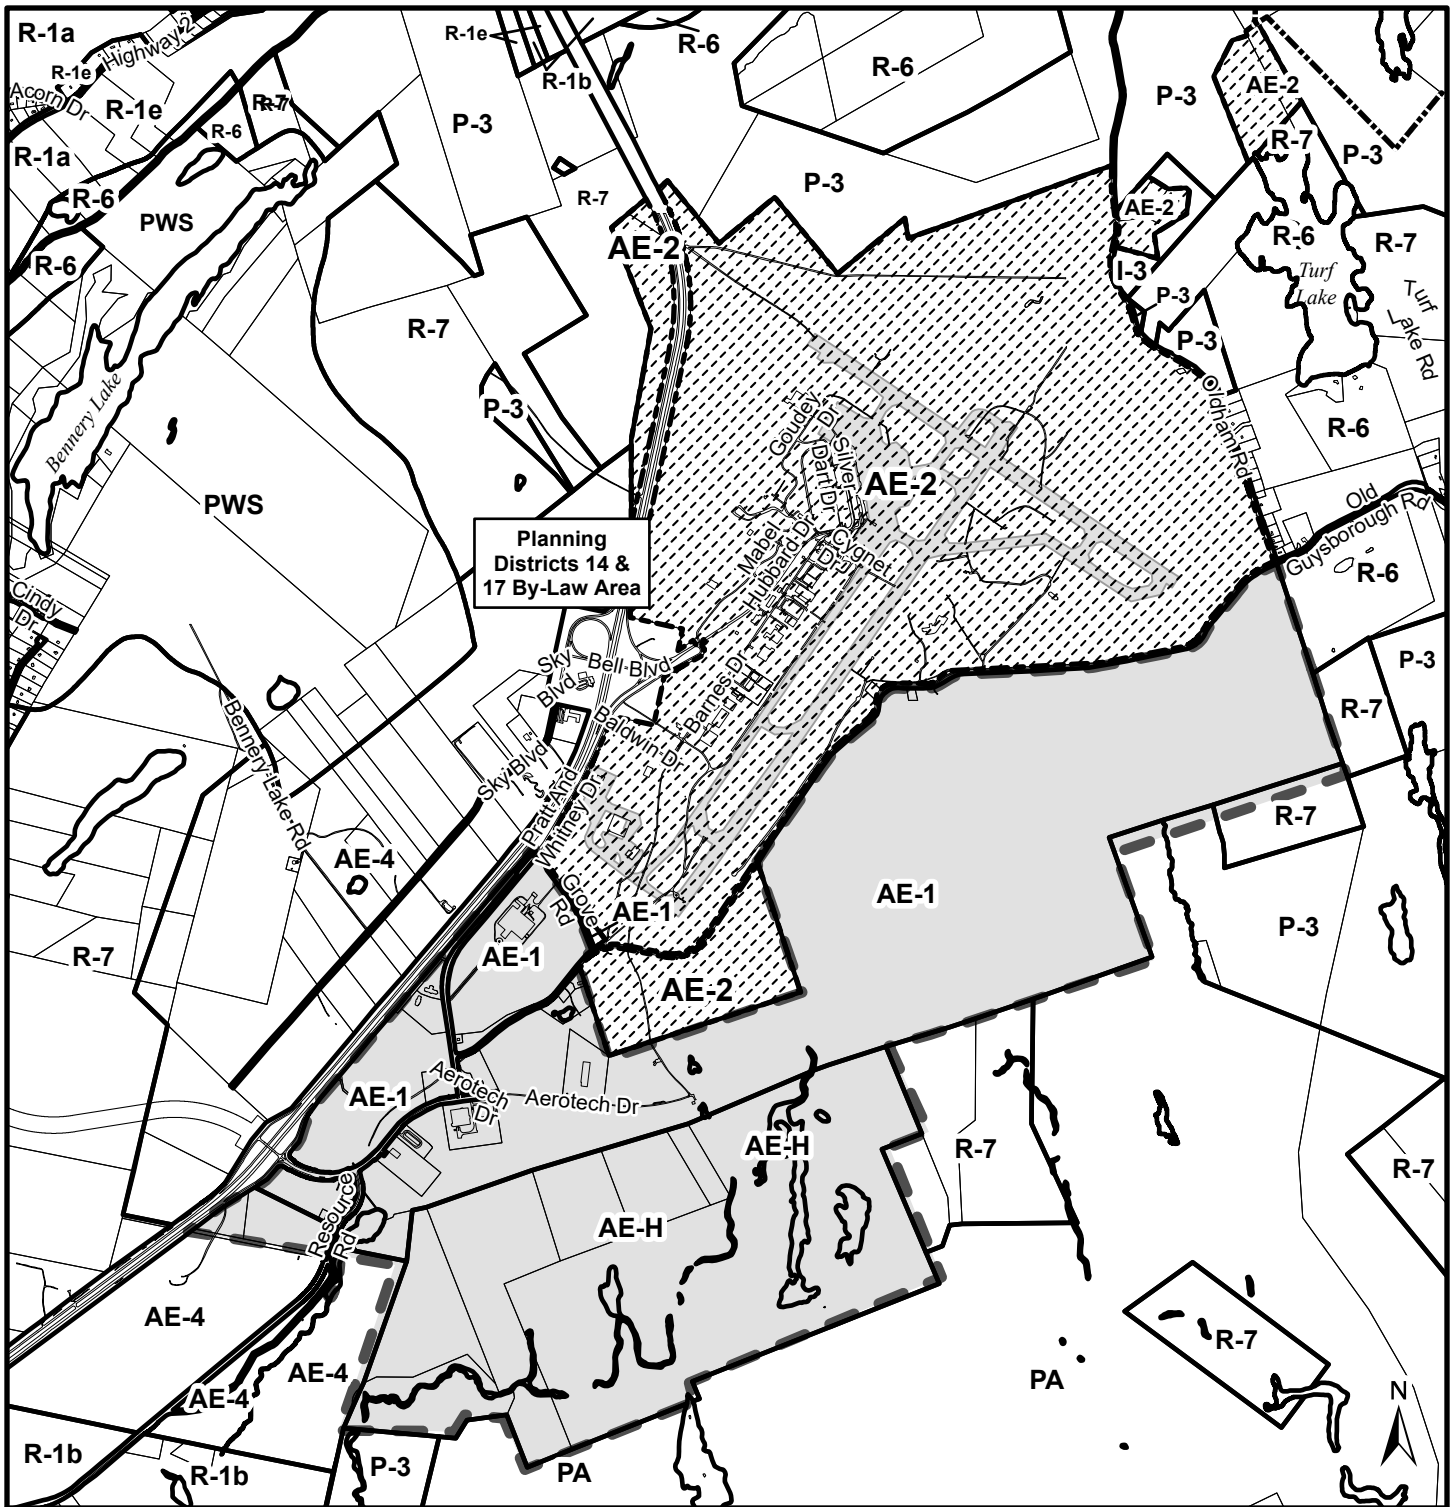 R-1a
Highway 2
R-1e
R-1b
R-6
R-6
R-1e
Acorn Dr
R-1e
R-7
R-7
R-6
P-3
P-3
AE-2
R-7
P-3
R-1a
R-6
PWS
R-7
P-3
AE-2
R-6
AE-2
R-6
R-7
I-3
Turf
Lake
P-3
Turf
Lake Rd
R-7
P-3
Bennery Lake
P-3
Goudey
Dr
Silver
Dart Dr
Oldham Rd
R-6
AE-2
PWS
Old
Guysborough Rd
Planning
Districts 14 &
17 By-Law Area
Mabel
Hubbard Dr
Cygnet
Dr
R-6
Cindy
Dr
Sky
Blvd
Bell Blvd
P-3
Barnes Dr
R-7
Bennery Lake Rd
Baldwin Dr
Sky Blvd
Pratt And
Whitney Dr
R-7
AE-4
Grove
Rd
AE-1
AE-1
R-7
AE-1
P-3
AE-2
AE-1
Aerotech
Dr
Aerotech Dr
AE-H
R-7
R-7
Resource
Rd
AE-H
AE-4
R-7
AE-4
AE-4
PA
N
R-1b
R-1b
P-3
PA